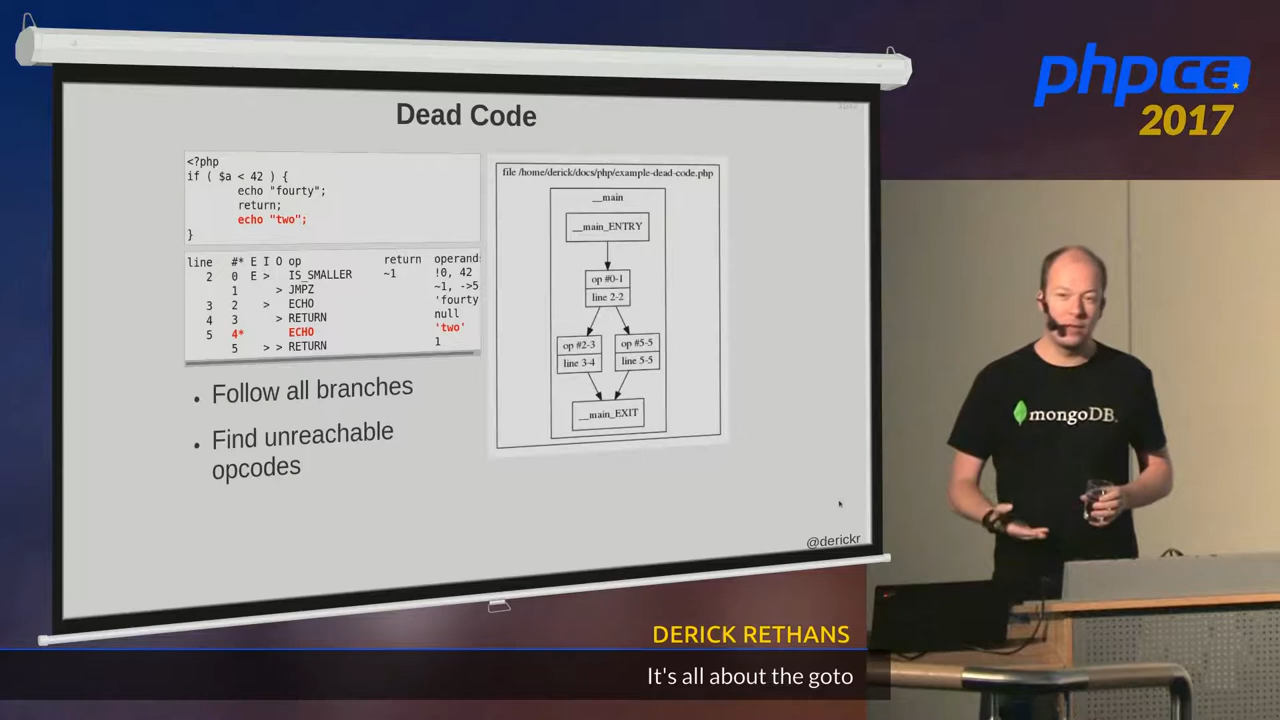 phpCE
2017
Dead Code
<?php
if ( $a < 42 ) {
echo "fourty";
return;
echo "two";
}
line #* E I O op return operands
2 0 E > IS_SMALLER ~1 !0, 42
1 > JMPZ ~1, ->5
3 2 > ECHO 'fourty
4 3 > RETURN null
5 4* ECHO 'two'
5 > > RETURN 1
• Follow all branches
• Find unreachable
opcodes
file /home/derick/docs/php/example-dead-code.php
__main
__main_ENTRY
op #0-1
line 2-2
op #2-3 op #5-5
line 3-4 line 5-5
__main_EXIT
@derickr
mongoDB.
DERICK RETHANS
It's all about the goto